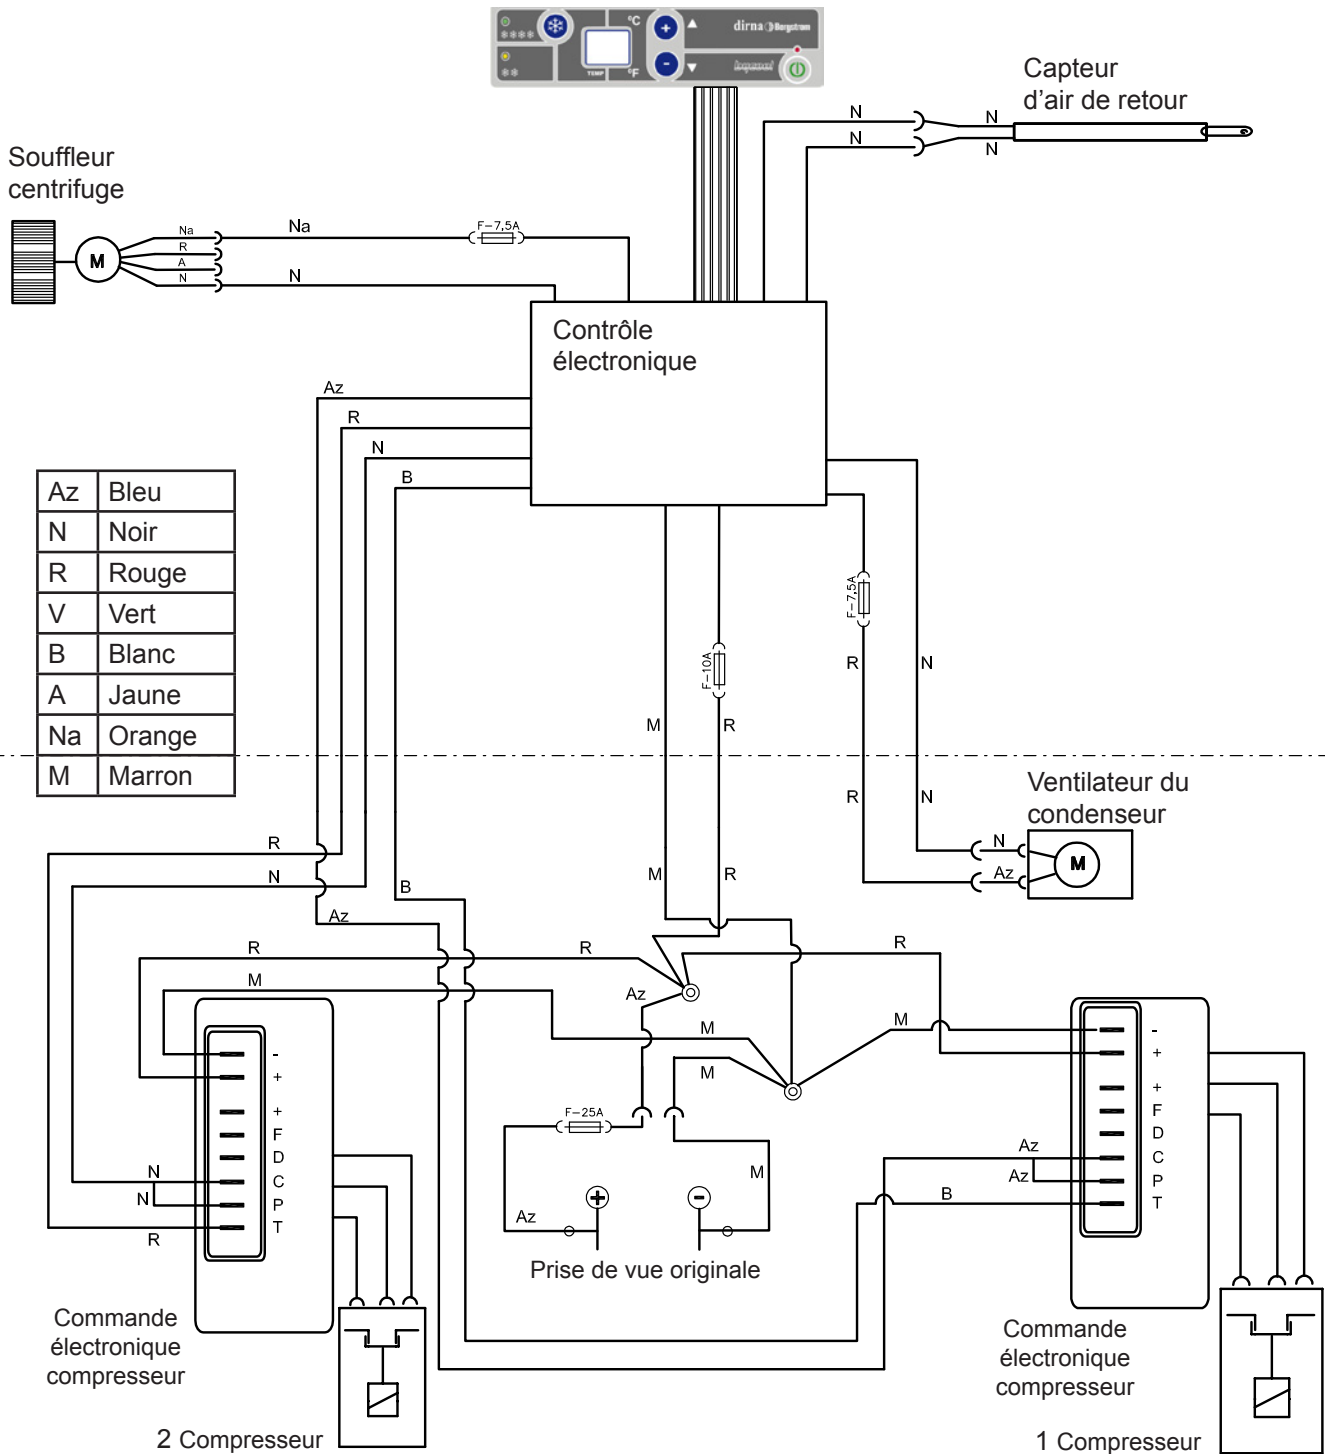 °C
dirna Bergstrom
TEMP
°F
Capteur
d'air de retour
N
N
N
N
Souffleur
centrifuge
Na
Na
F-7,5A
R
A
N
N
M
Contrôle
électronique
Az
R
N
B
Az Bleu
N Noir
R Rouge
V Vert
B Blanc
A Jaune
Na Orange
M Marron
F-7,5A
F-10A
R
N
M
R
Ventilateur du
condenseur
R
N
N
Az
M
R
N
M
R
B
Az
R
R
R
M
Az
M
M
M
-
+
+
F
D
C
P
T
N
N
R
F-25A
M
Az
+
-
Prise de vue originale
-
+
+
F
D
C
P
T
Az
Az
B
Commande
électronique
compresseur
2 Compresseur
Commande
électronique
compresseur
1 Compresseur